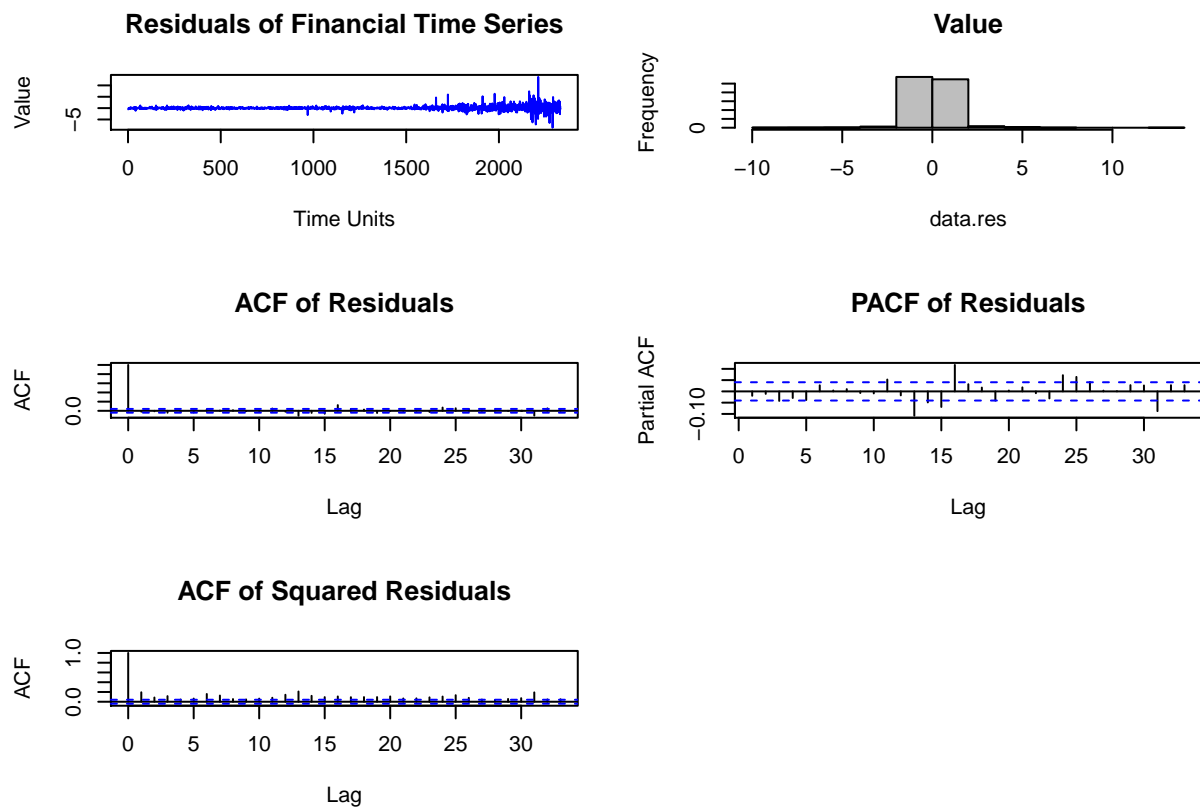 Residuals of Financial Time Series
Value
−5
0 500 1000 1500 2000
Time Units
Value
Frequency
0
−10 −5 0 5 10
data.res
ACF of Residuals
ACF
0.0
0 5 10 15 20 25 30
Lag
PACF of Residuals
Partial ACF
−0.10
0 5 10 15 20 25 30
Lag
ACF of Squared Residuals
ACF
0.0 1.0
0 5 10 15 20 25 30
Lag